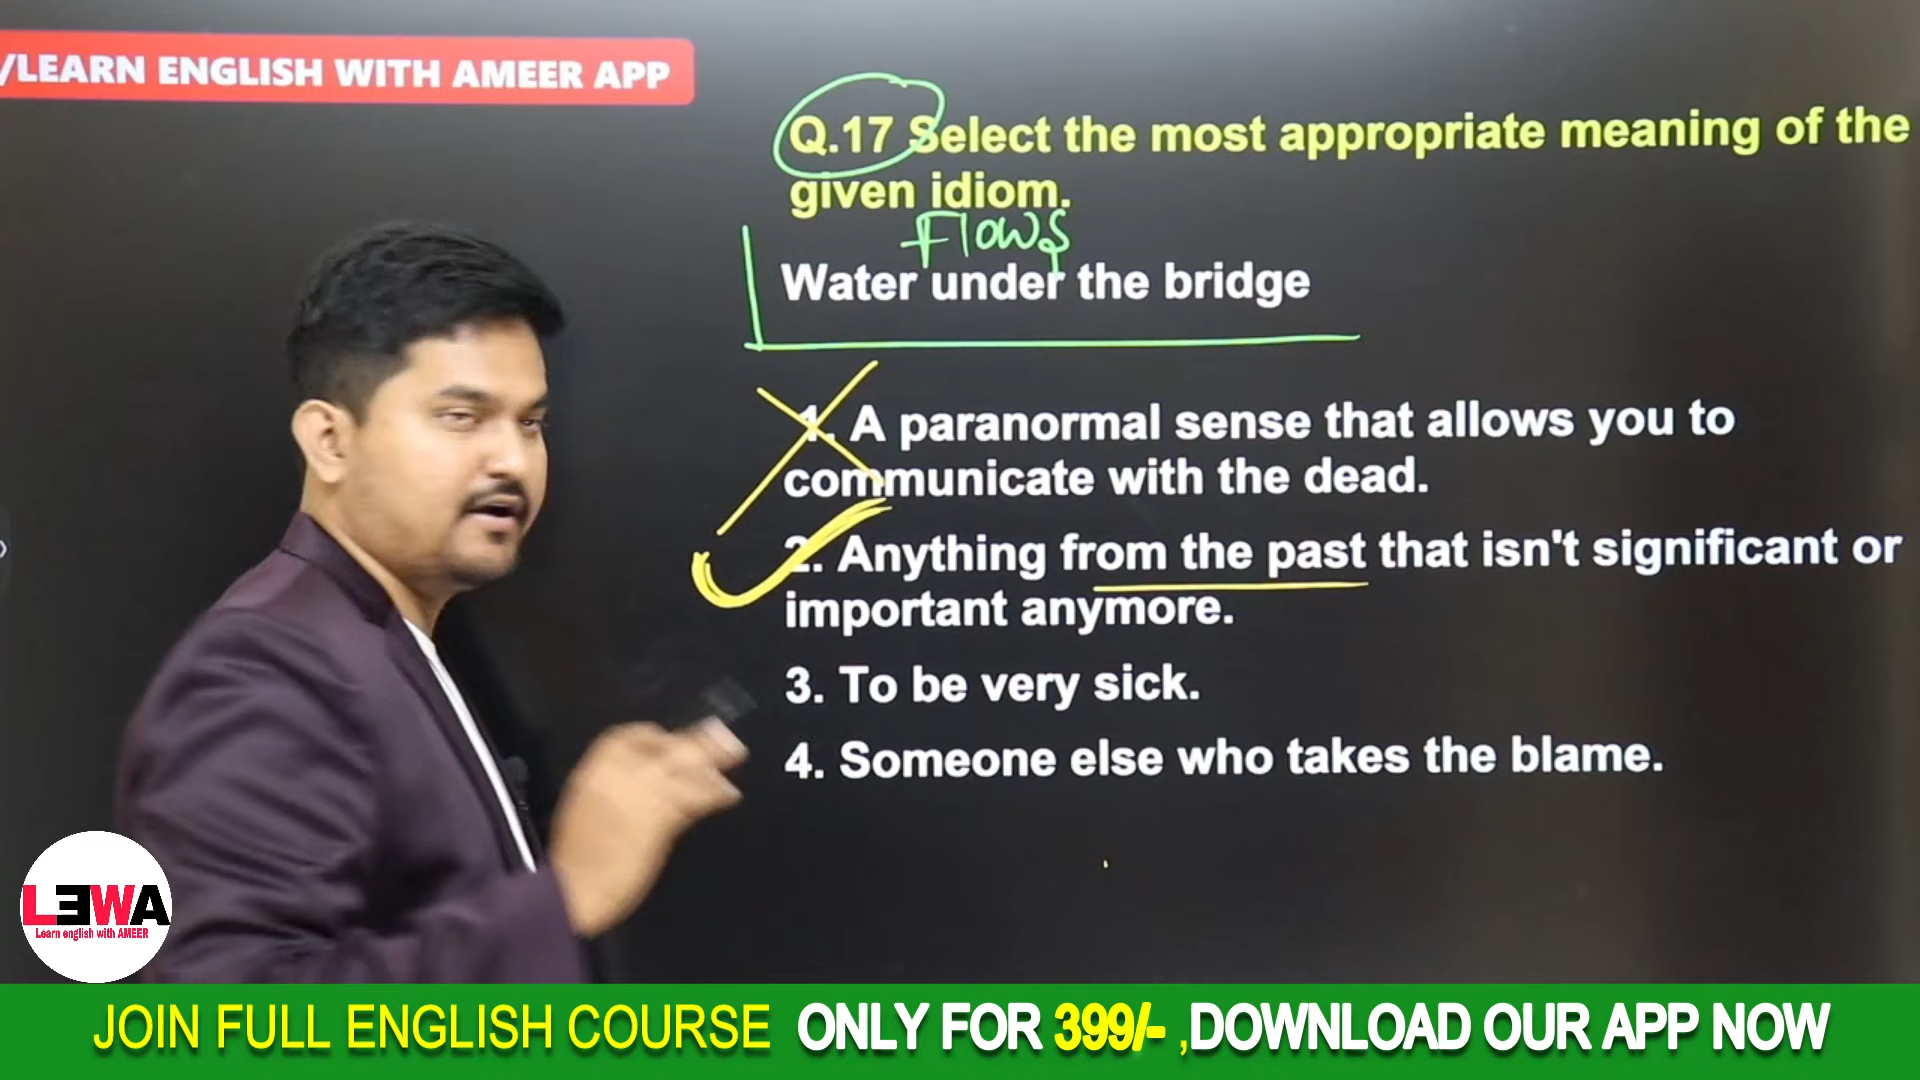 /LEARN ENGLISH WITH AMEER APP
Q.17 Select the most appropriate meaning of the
given idiom.
Flows
Water under the bridge
1. A paranormal sense that allows you to
communicate with the dead.
2. Anything from the past that isn't significant or
important anymore.
3. To be very sick.
4. Someone else who takes the blame.
LEWA
Learn english with AMEER
JOIN FULL ENGLISH COURSE ONLY FOR 399/- ,DOWNLOAD OUR APP NOW